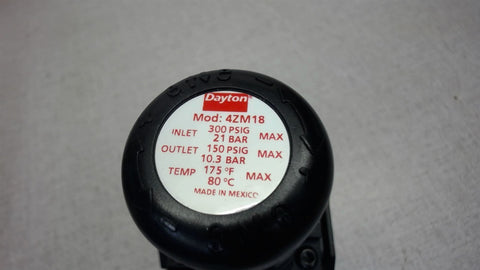 Dayton
Mod: 4ZM18
INLET 300 PSIG MAX
21 BAR
OUTLET 150 PSIG MAX
10.3 BAR
TEMP 175 °F MAX
80 °C
MADE IN MEXICO